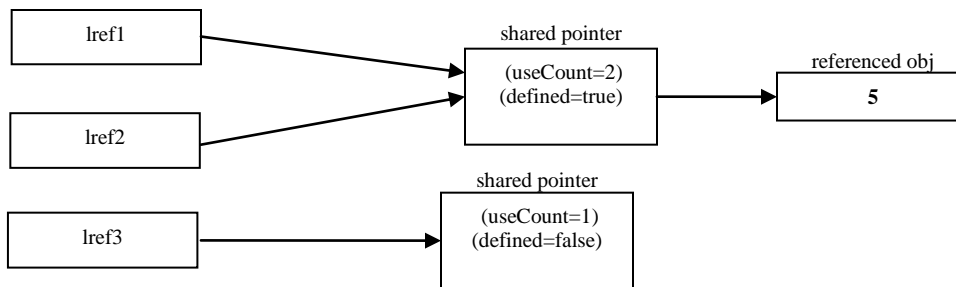 lref1
shared pointer
(useCount=2)
(defined=true)
referenced obj
5
lref2
shared pointer
(useCount=1)
(defined=false)
lref3